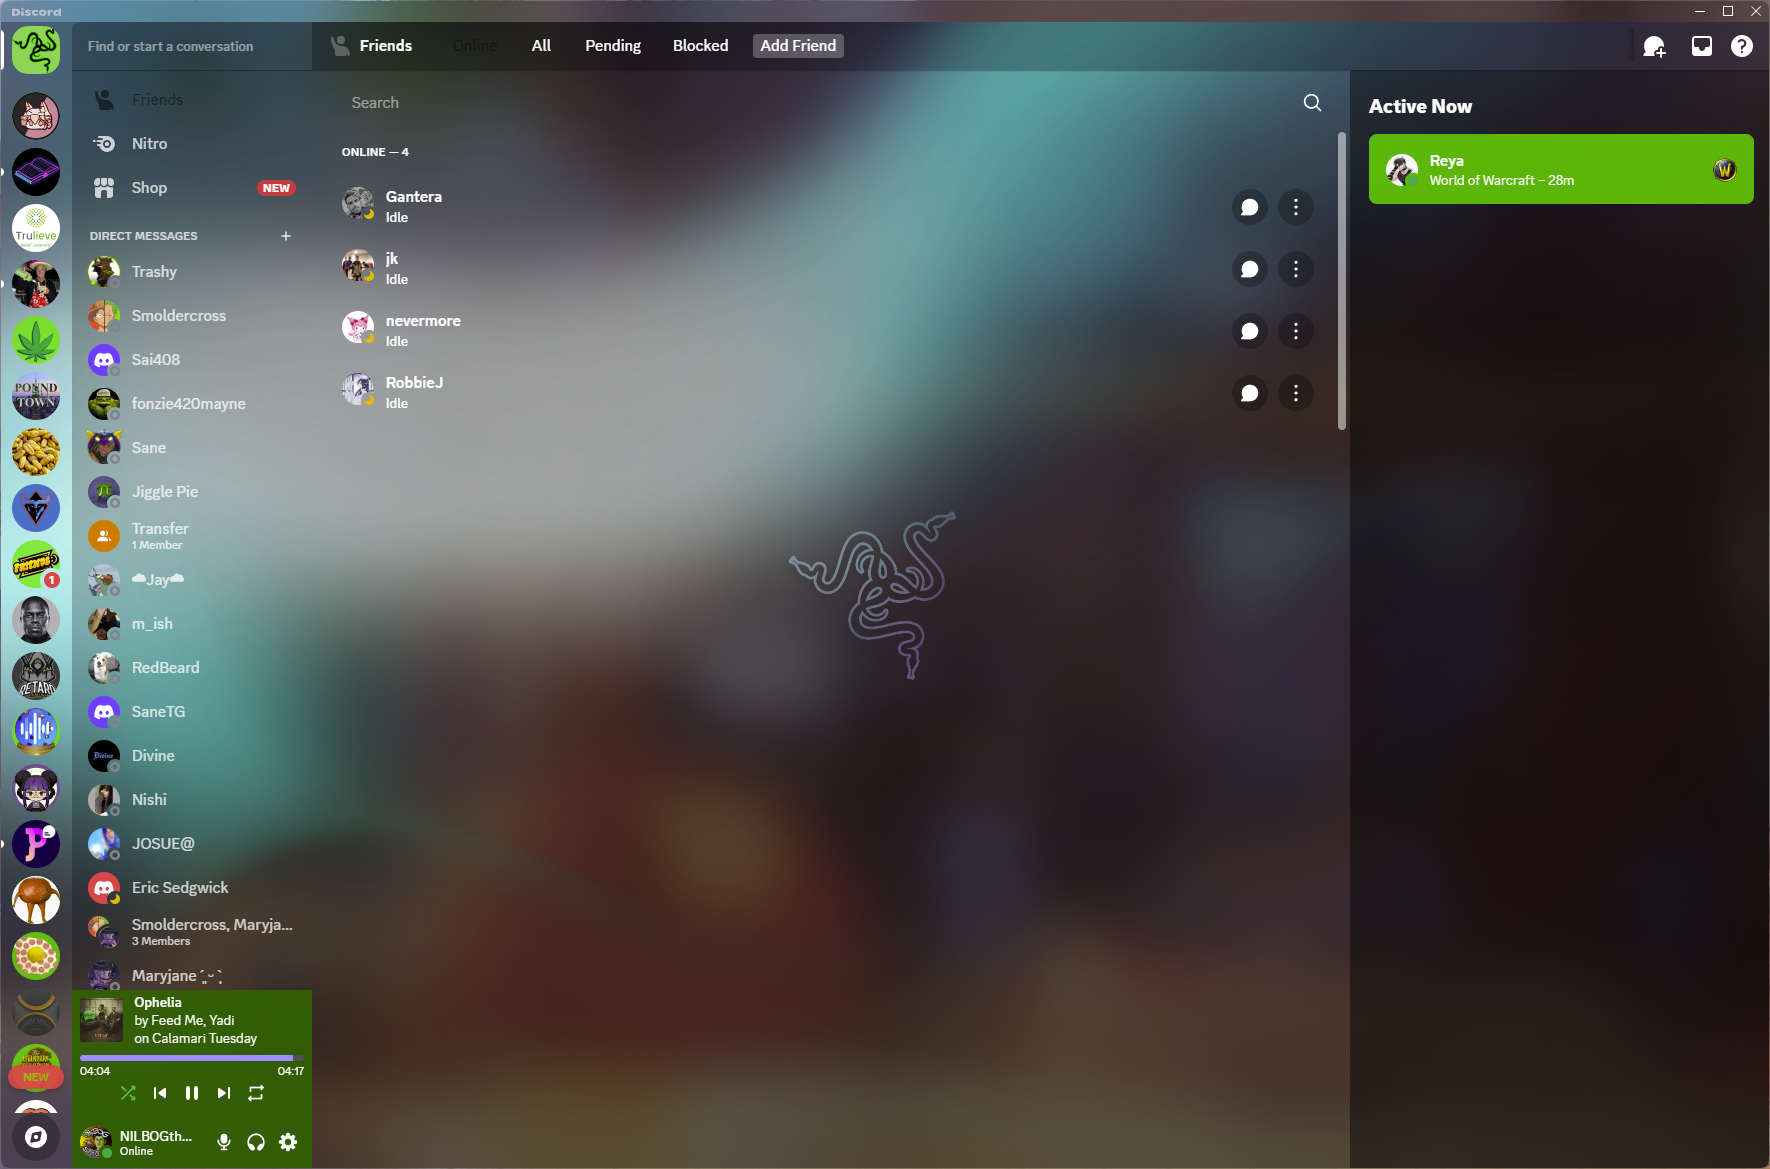 Discord
Find or start a conversation
Friends
Online
All
Pending
Blocked
Add Friend
Friends
Nitro
Shop
NEW
DIRECT MESSAGES
Trashy
Smoldercross
Sai408
fonzie420mayne
Sane
Jiggle Pie
Transfer
1 Member
☁Jay☁
m_ish
RedBeard
SaneTG
Divine
Nishi
JOSUE@
Eric Sedgwick
Smoldercross, Maryja...
3 Members
Maryjane
Search
ONLINE — 4
Gantera
Idle
jk
Idle
nevermore
Idle
RobbieJ
Idle
Active Now
Reya
World of Warcraft – 28m
W
Trulieve
POUND
TOWN
FRIENDS
1
RETARD
Divine
NEW
Ophelia
by Feed Me, Yadi
on Calamari Tuesday
04:04
04:17
NILBOGth...
Online